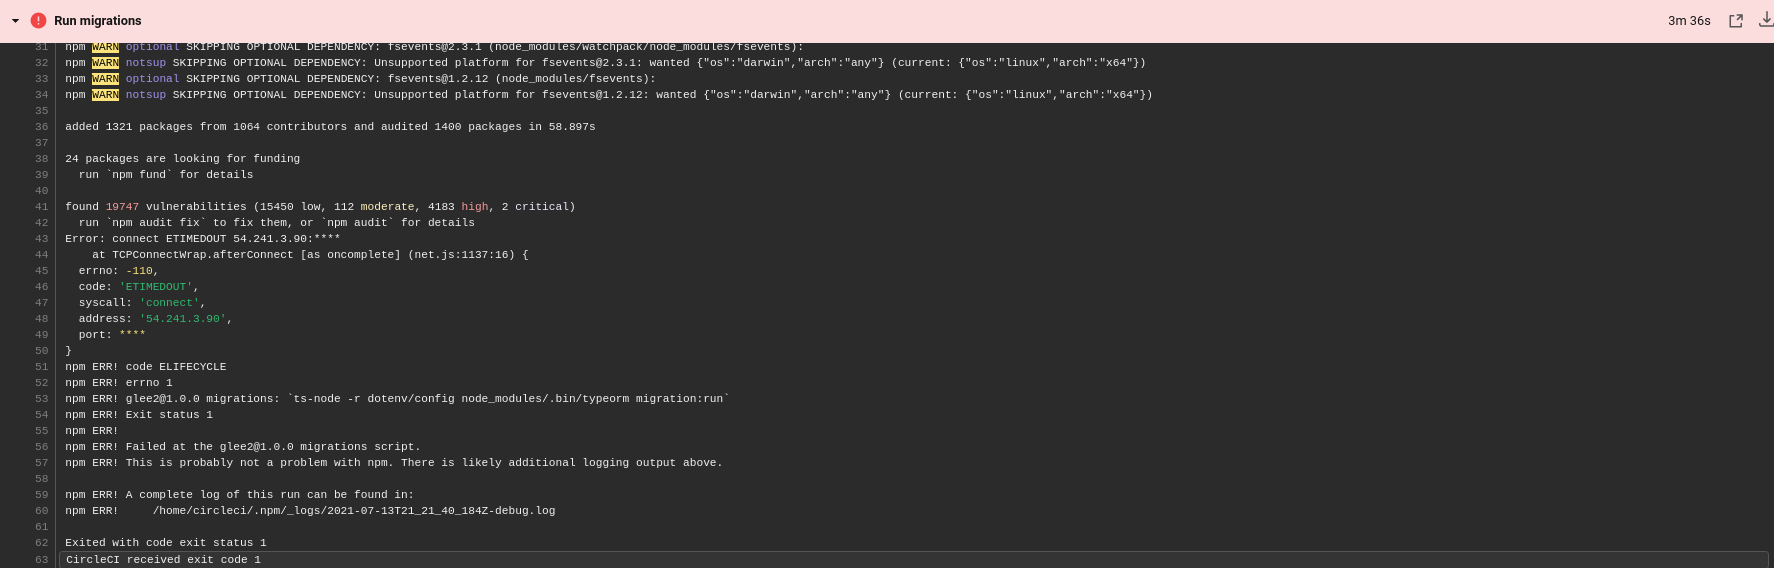 Run migrations
3m 36s
31 npm WARN optional SKIPPING OPTIONAL DEPENDENCY: fsevents@2.3.1 (node_modules/watchpack/node_modules/fsevents):
32 npm WARN notsup SKIPPING OPTIONAL DEPENDENCY: Unsupported platform for fsevents@2.3.1: wanted {"os":"darwin","arch":"any"} (current: {"os":"linux","arch":"x64"})
33 npm WARN optional SKIPPING OPTIONAL DEPENDENCY: fsevents@1.2.12 (node_modules/fsevents):
34 npm WARN notsup SKIPPING OPTIONAL DEPENDENCY: Unsupported platform for fsevents@1.2.12: wanted {"os":"darwin","arch":"any"} (current: {"os":"linux","arch":"x64"})
35
36 added 1321 packages from 1064 contributors and audited 1400 packages in 58.897s
37
38 24 packages are looking for funding
39   run `npm fund` for details
40
41 found 19747 vulnerabilities (15450 low, 112 moderate, 4183 high, 2 critical)
42   run `npm audit fix` to fix them, or `npm audit` for details
43 Error: connect ETIMEDOUT 54.241.3.90:****
44     at TCPConnectWrap.afterConnect [as oncomplete] (net.js:1137:16) {
45   errno: -110,
46   code: 'ETIMEDOUT',
47   syscall: 'connect',
48   address: '54.241.3.90',
49   port: ****
50 }
51 npm ERR! code ELIFECYCLE
52 npm ERR! errno 1
53 npm ERR! glee2@1.0.0 migrations: `ts-node -r dotenv/config node_modules/.bin/typeorm migration:run`
54 npm ERR! Exit status 1
55 npm ERR!
56 npm ERR! Failed at the glee2@1.0.0 migrations script.
57 npm ERR! This is probably not a problem with npm. There is likely additional logging output above.
58
59 npm ERR! A complete log of this run can be found in:
60 npm ERR!     /home/circleci/.npm/_logs/2021-07-13T21_21_40_184Z-debug.log
61
62 Exited with code exit status 1
63 CircleCI received exit code 1